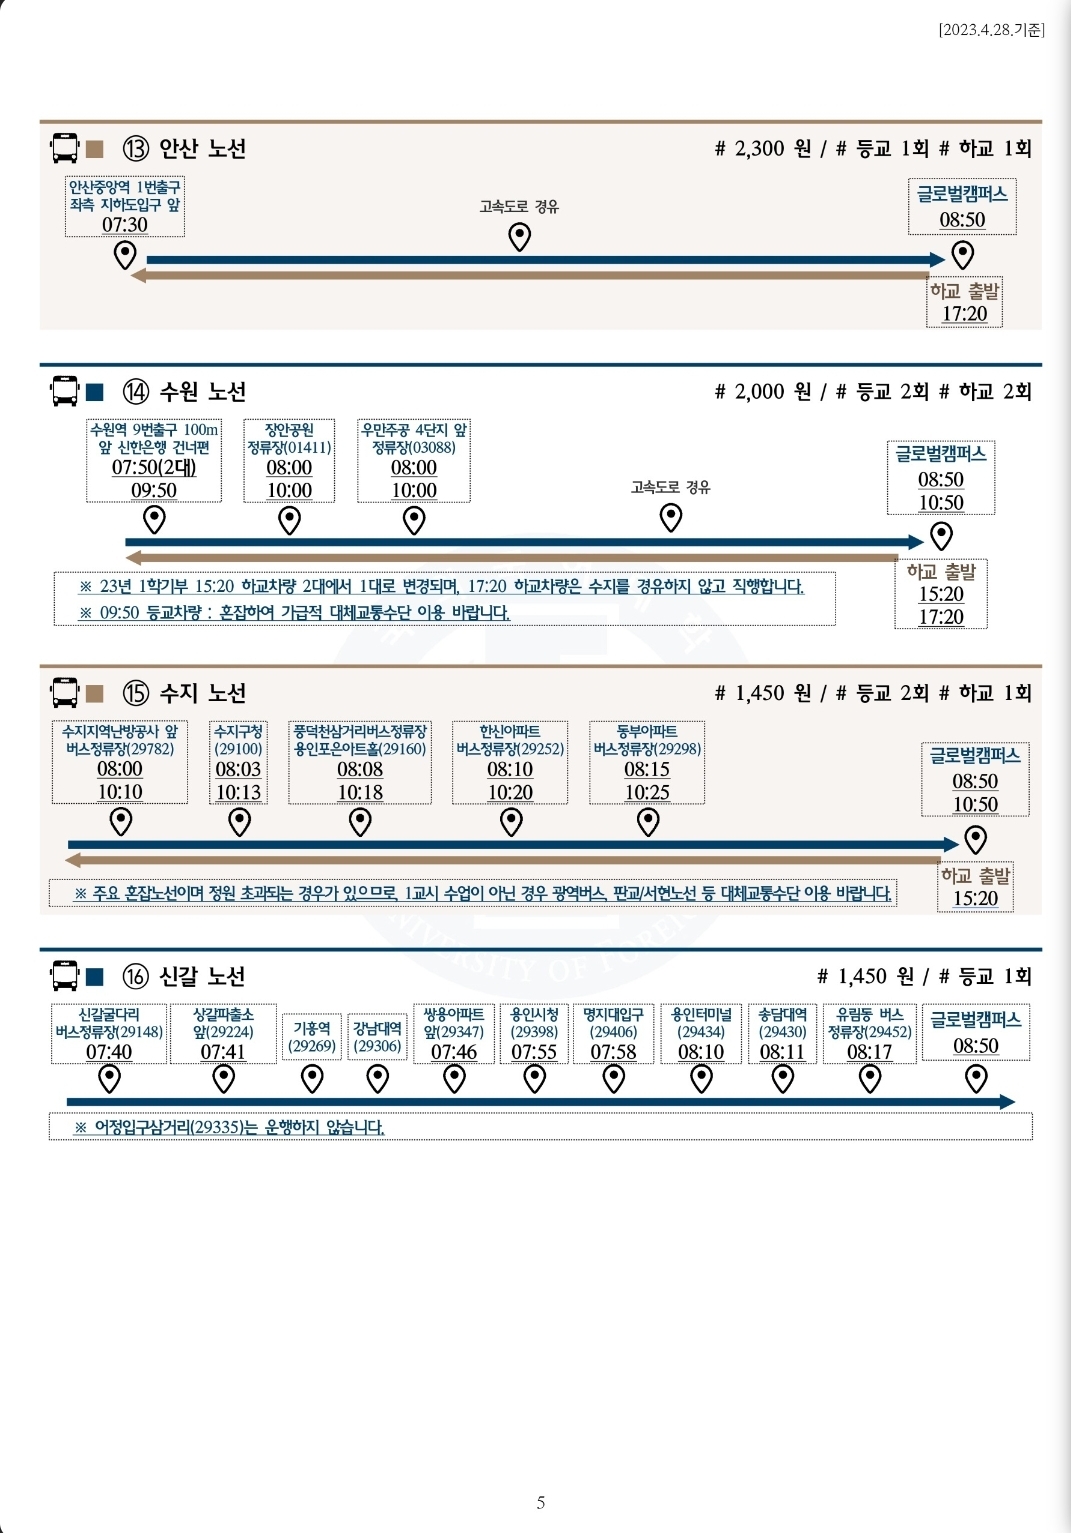 [2023.4.28.기준]
⑬ 안산 노선
# 2,300 원 / # 등교 1회 # 하교 1회
안산중앙역 1번출구
좌측 지하도입구 앞
07:30
고속도로 경유
글로벌캠퍼스
08:50
하교 출발
17:20
⑭ 수원 노선
# 2,000 원 / # 등교 2회 # 하교 2회
수원역 9번출구 100m
앞 신한은행 건너편
07:50(2대)
09:50
장안공원
정류장(01411)
08:00
10:00
우만주공 4단지 앞
정류장(03088)
08:00
10:00
고속도로 경유
글로벌캠퍼스
08:50
10:50
하교 출발
15:20
17:20
※ 23년 1학기부 15:20 하교차량 2대에서 1대로 변경되며, 17:20 하교차량은 수지를 경유하지 않고 직행합니다.
※ 09:50 등교차량 : 혼잡하여 가급적 대체교통수단 이용 바랍니다.
⑮ 수지 노선
# 1,450 원 / # 등교 2회 # 하교 1회
수지지역난방공사 앞
버스정류장(29782)
08:00
10:10
수지구청
(29100)
08:03
10:13
풍덕천삼거리버스정류장
용인포은아트홀(29160)
08:08
10:18
한신아파트
버스정류장(29252)
08:10
10:20
동부아파트
버스정류장(29298)
08:15
10:25
글로벌캠퍼스
08:50
10:50
하교 출발
15:20
※ 주요 혼잡노선이며 정원 초과되는 경우가 있으므로, 1교시 수업이 아닌 경우 광역버스, 판교/서현노선 등 대체교통수단 이용 바랍니다.
UNIVERSITY OF FOREI
⑯ 신갈 노선
# 1,450 원 / # 등교 1회
신갈굴다리
버스정류장(29148)
07:40
상갈파출소
앞(29224)
07:41
기흥역
(29269)
강남대역
(29306)
쌍용아파트
앞(29347)
07:46
용인시청
(29398)
07:55
명지대입구
(29406)
07:58
용인터미널
(29434)
08:10
송담대역
(29430)
08:11
유림동 버스
정류장(29452)
08:17
글로벌캠퍼스
08:50
※ 어정입구삼거리(29335)는 운행하지 않습니다.
5